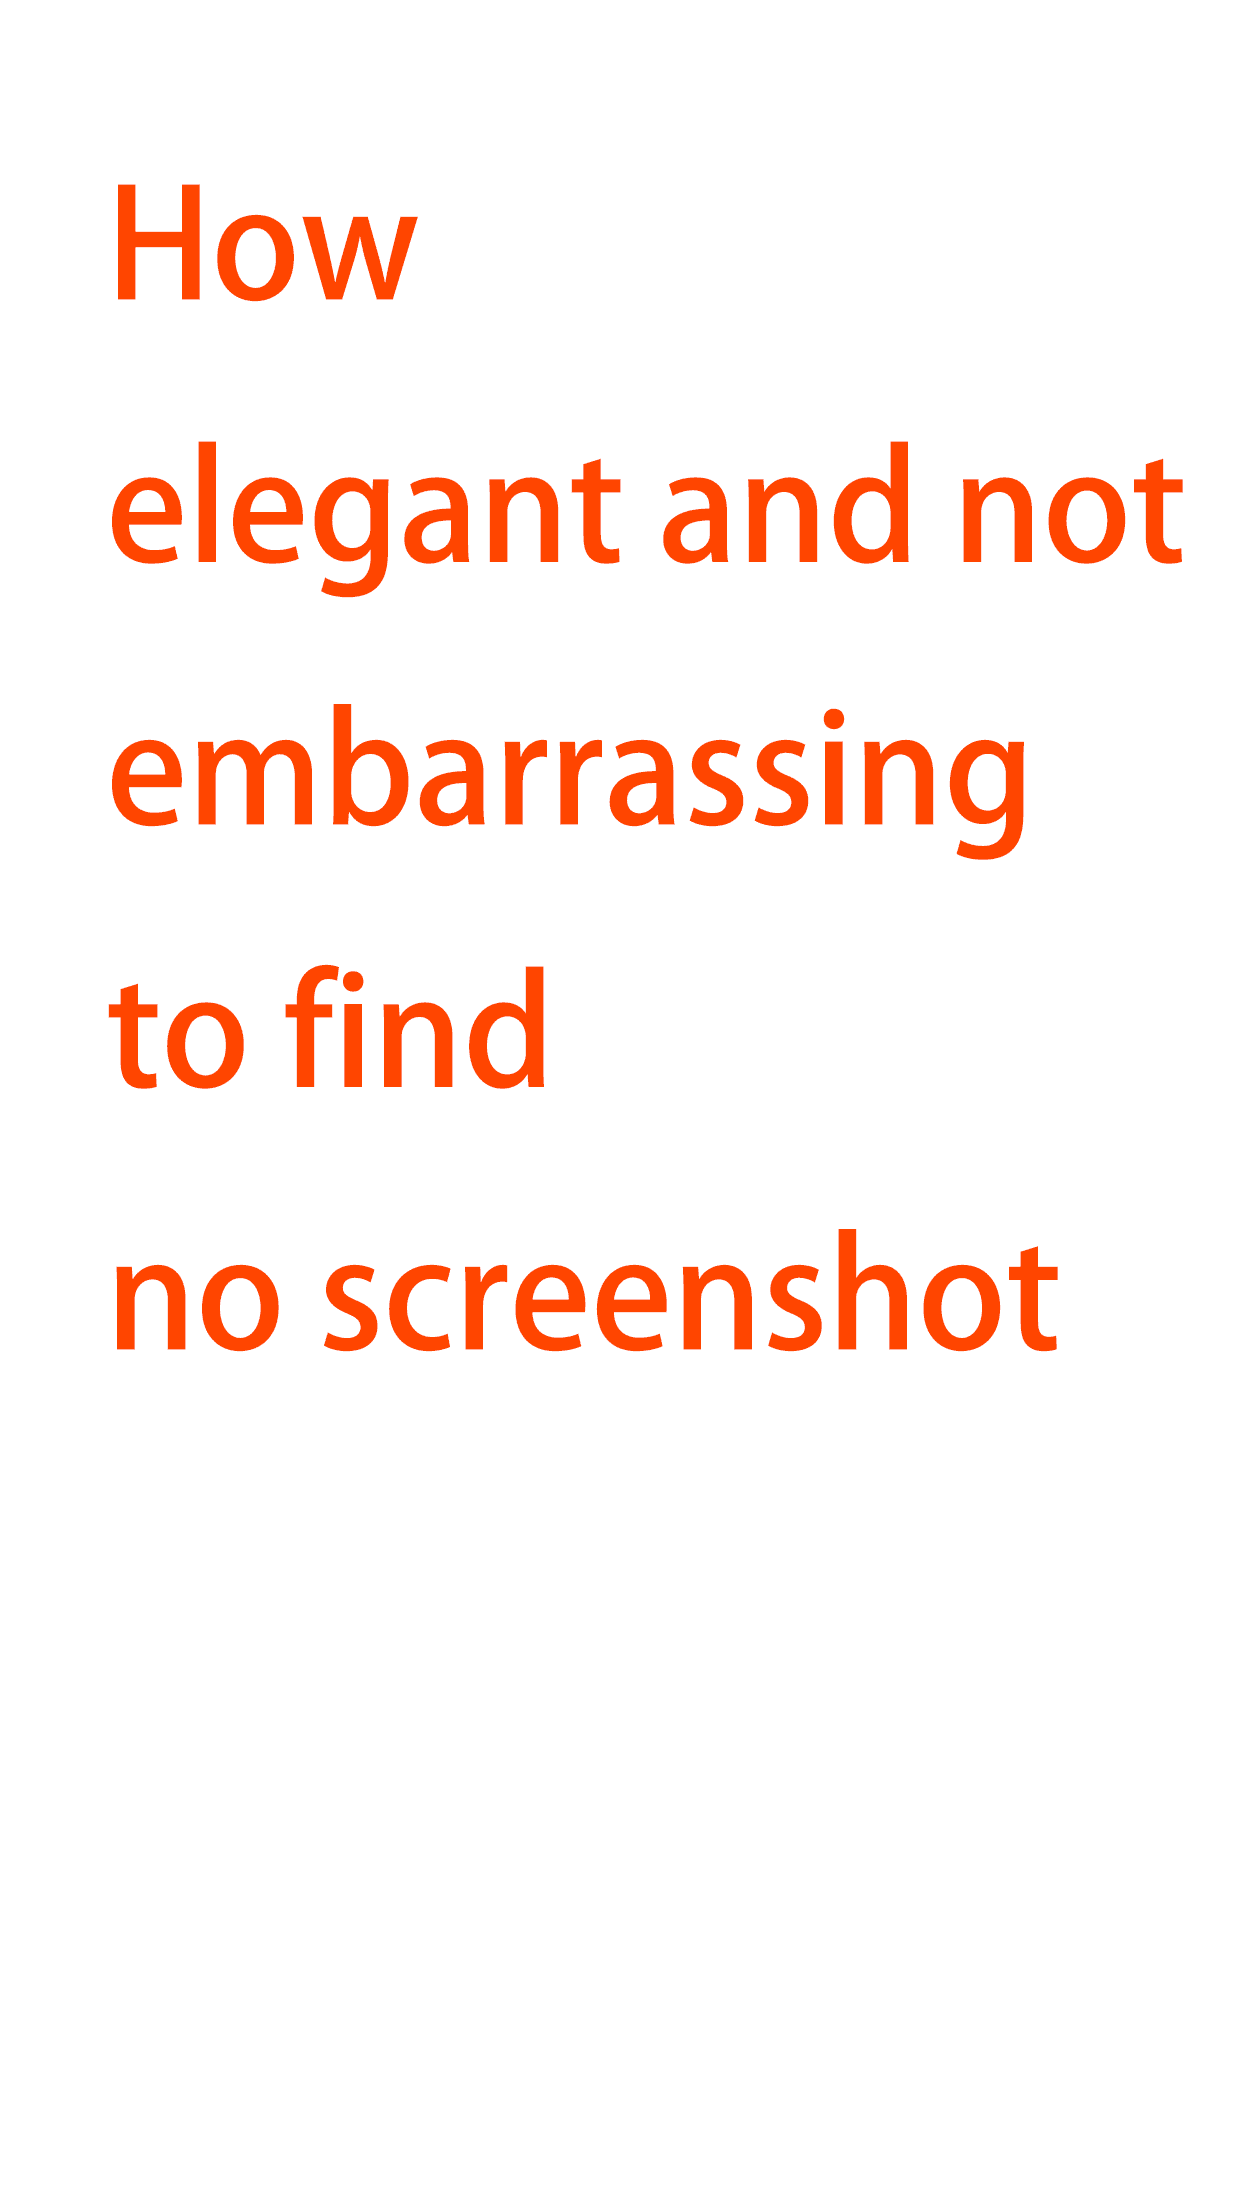 How
elegant and not
embarrassing
to find
no screenshot